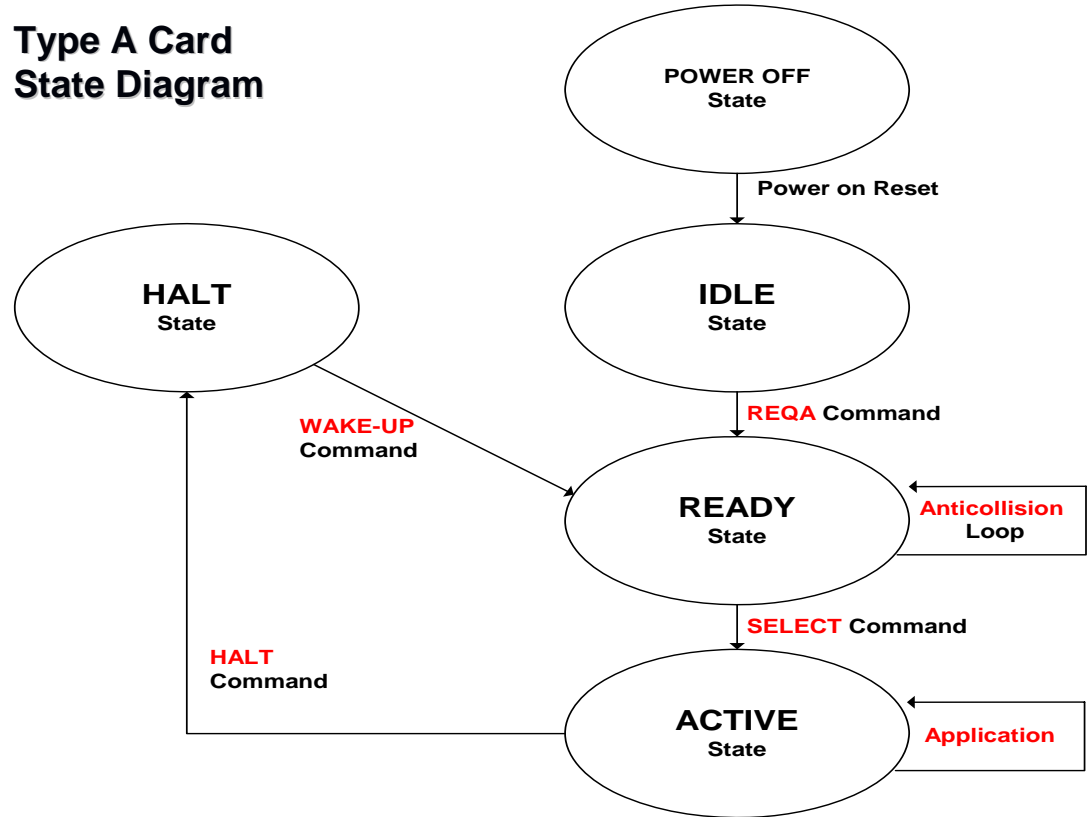 Type A Card
State Diagram
POWER OFF
State
Power on Reset
HALT
State
IDLE
State
REQA Command
WAKE-UP
Command
READY
State
Anticollision
Loop
SELECT Command
HALT
Command
ACTIVE
State
Application